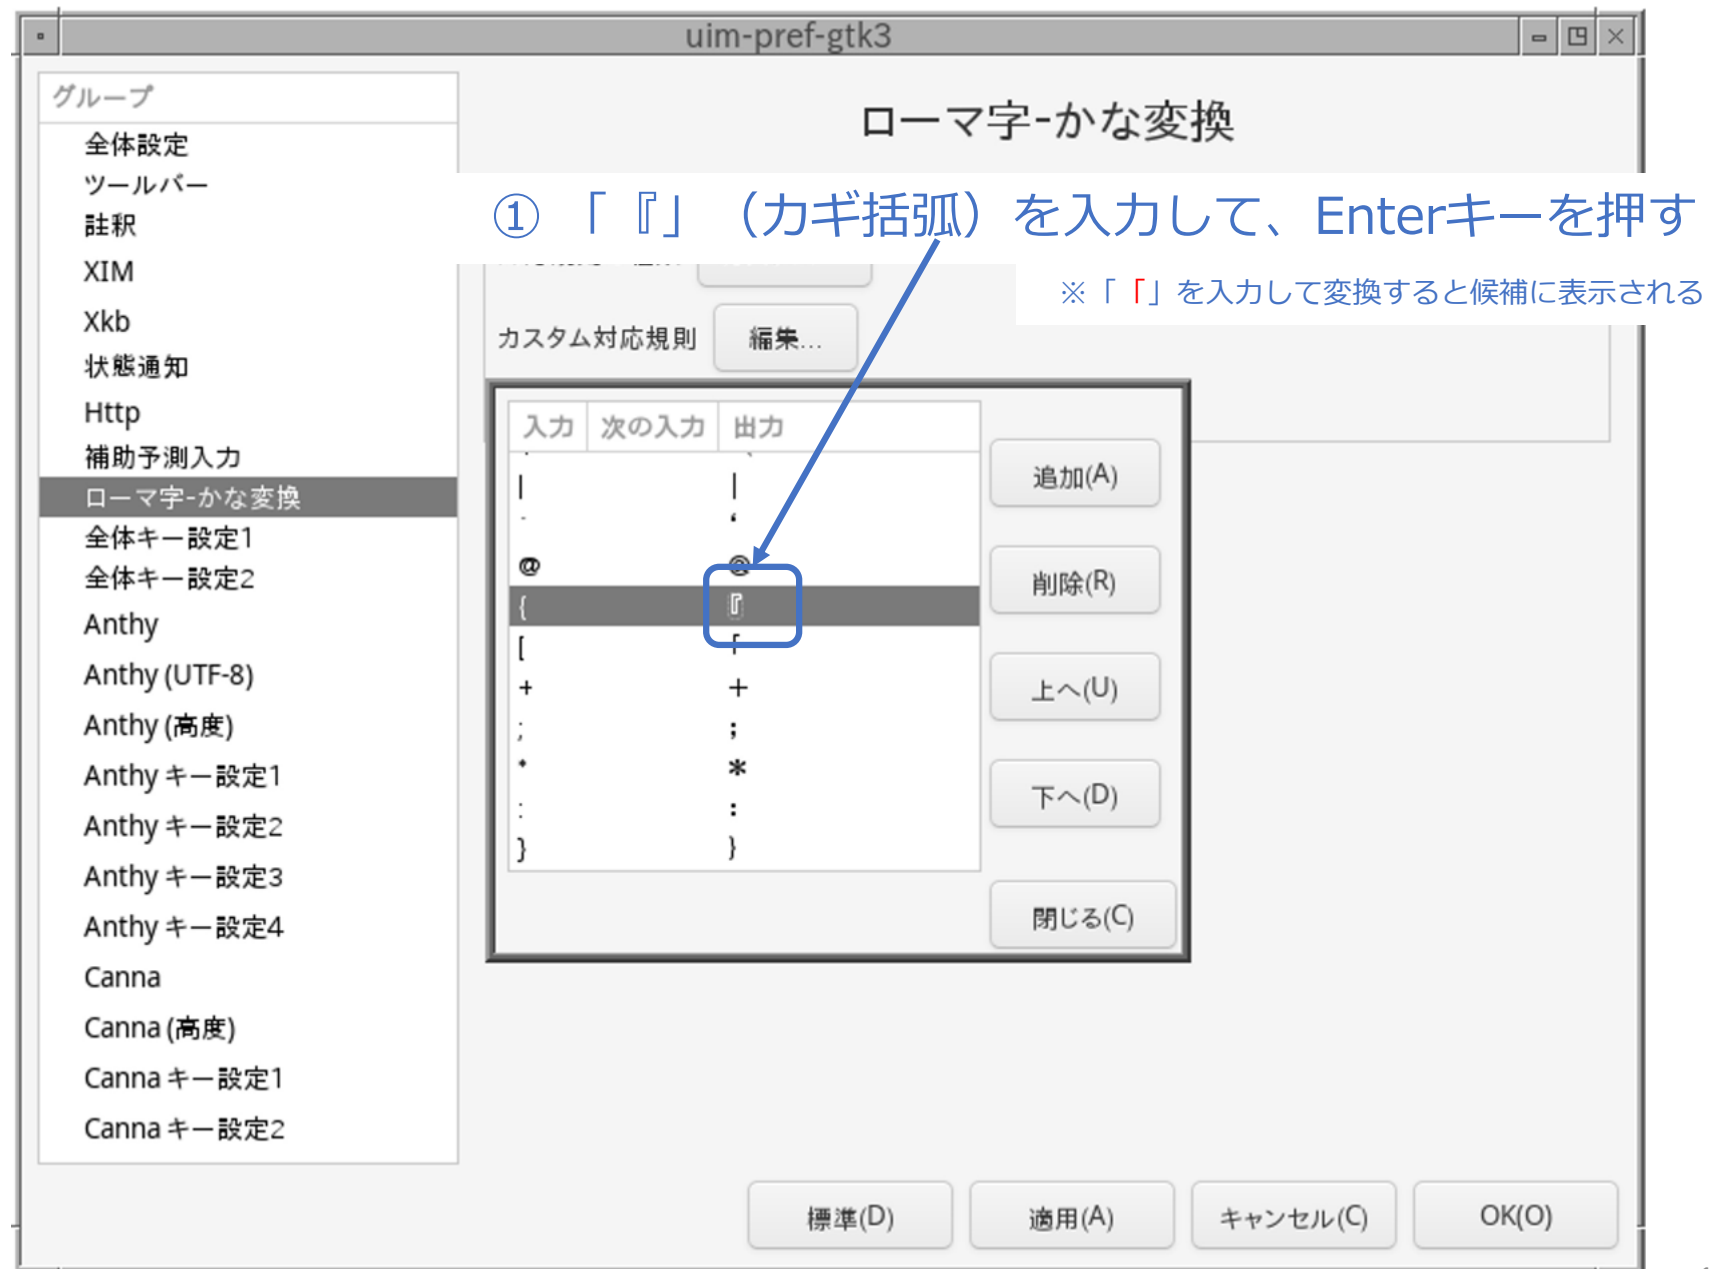 uim-pref-gtk3
グループ
全体設定
ツールバー
註釈
XIM
Xkb
状態通知
Http
補助予測入力
ローマ字-かな変換
全体キー設定1
全体キー設定2
Anthy
Anthy (UTF-8)
Anthy (高度)
Anthy キー設定1
Anthy キー設定2
Anthy キー設定3
Anthy キー設定4
Canna
Canna (高度)
Canna キー設定1
Canna キー設定2
ローマ字-かな変換
① 「『」（カギ括弧）を入力して、Enterキーを押す
※「「」を入力して変換すると候補に表示される
カスタム対応規則 編集...
入力 次の入力 出力
| |
` ‘
@ @
{ 『
[ 「
+ +
; ;
* *
: :
} }
追加(A)
削除(R)
上へ(U)
下へ(D)
閉じる(C)
標準(D) 適用(A) キャンセル(C) OK(O)